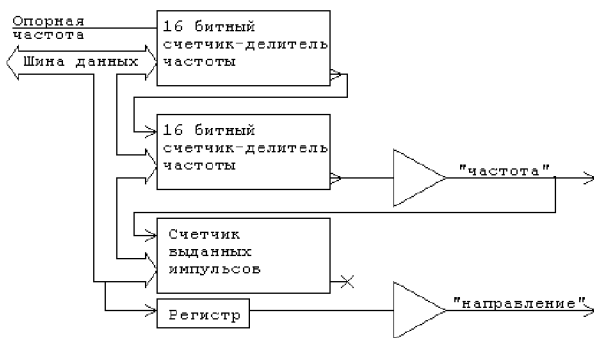 Опорная
частота
Шина данных
16 битный
счетчик-делитель
частоты
16 битный
счетчик-делитель
частоты
"частота"
Счетчик
выданных
импульсов
"направление"
Регистр